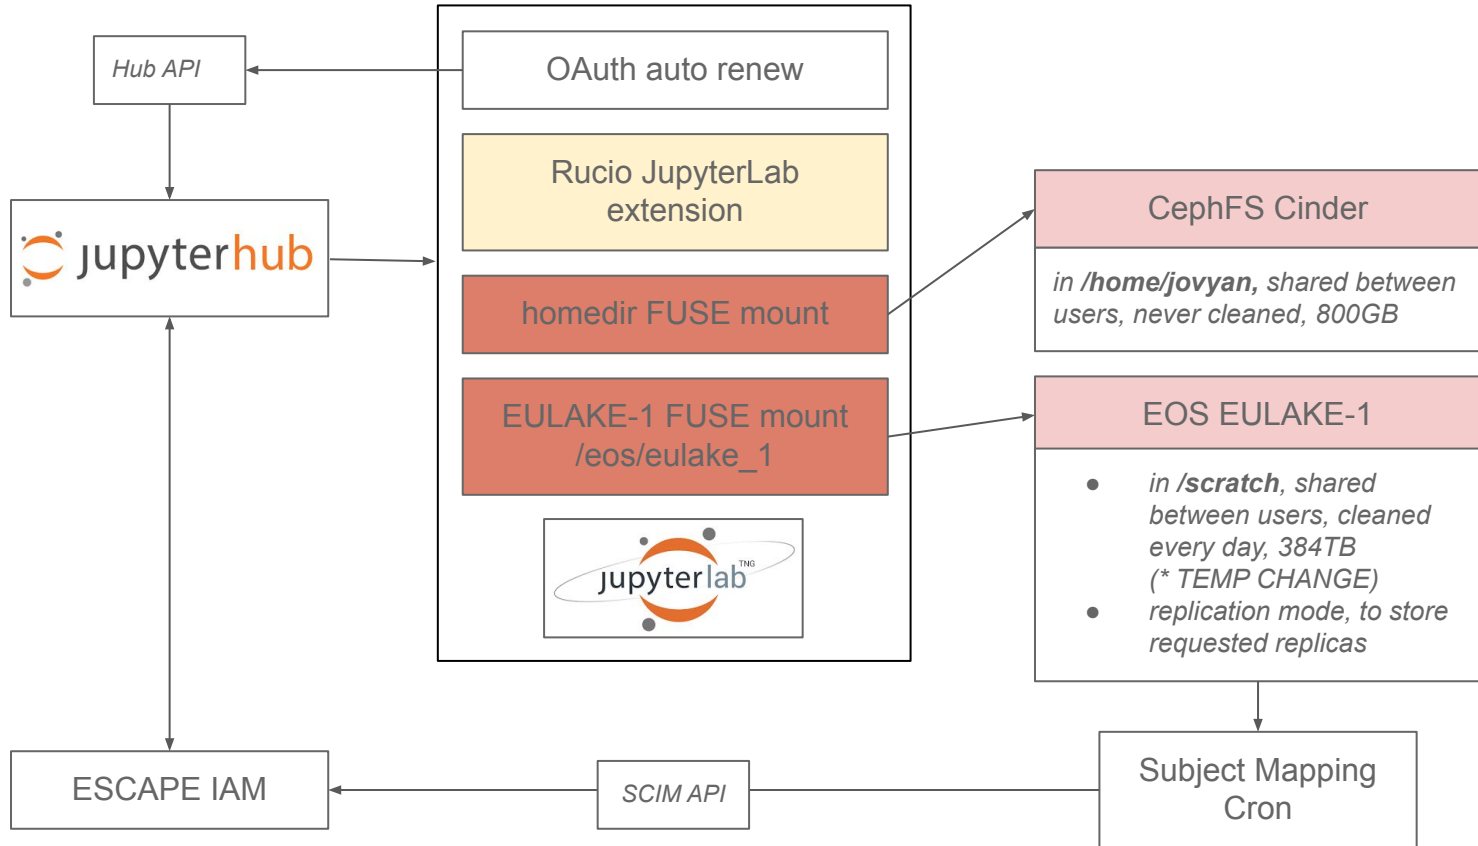 Hub API
OAuth auto renew
Rucio JupyterLab
extension
jupyterhub
CephFS Cinder
in /home/jovyan, shared between
users, never cleaned, 800GB
homedir FUSE mount
EULAKE-1 FUSE mount
/eos/eulake_1
EOS EULAKE-1
● in /scratch, shared
between users, cleaned
every day, 384TB
(* TEMP CHANGE)
● replication mode, to store
requested replicas
jupyterlab TNG
ESCAPE IAM
SCIM API
Subject Mapping
Cron